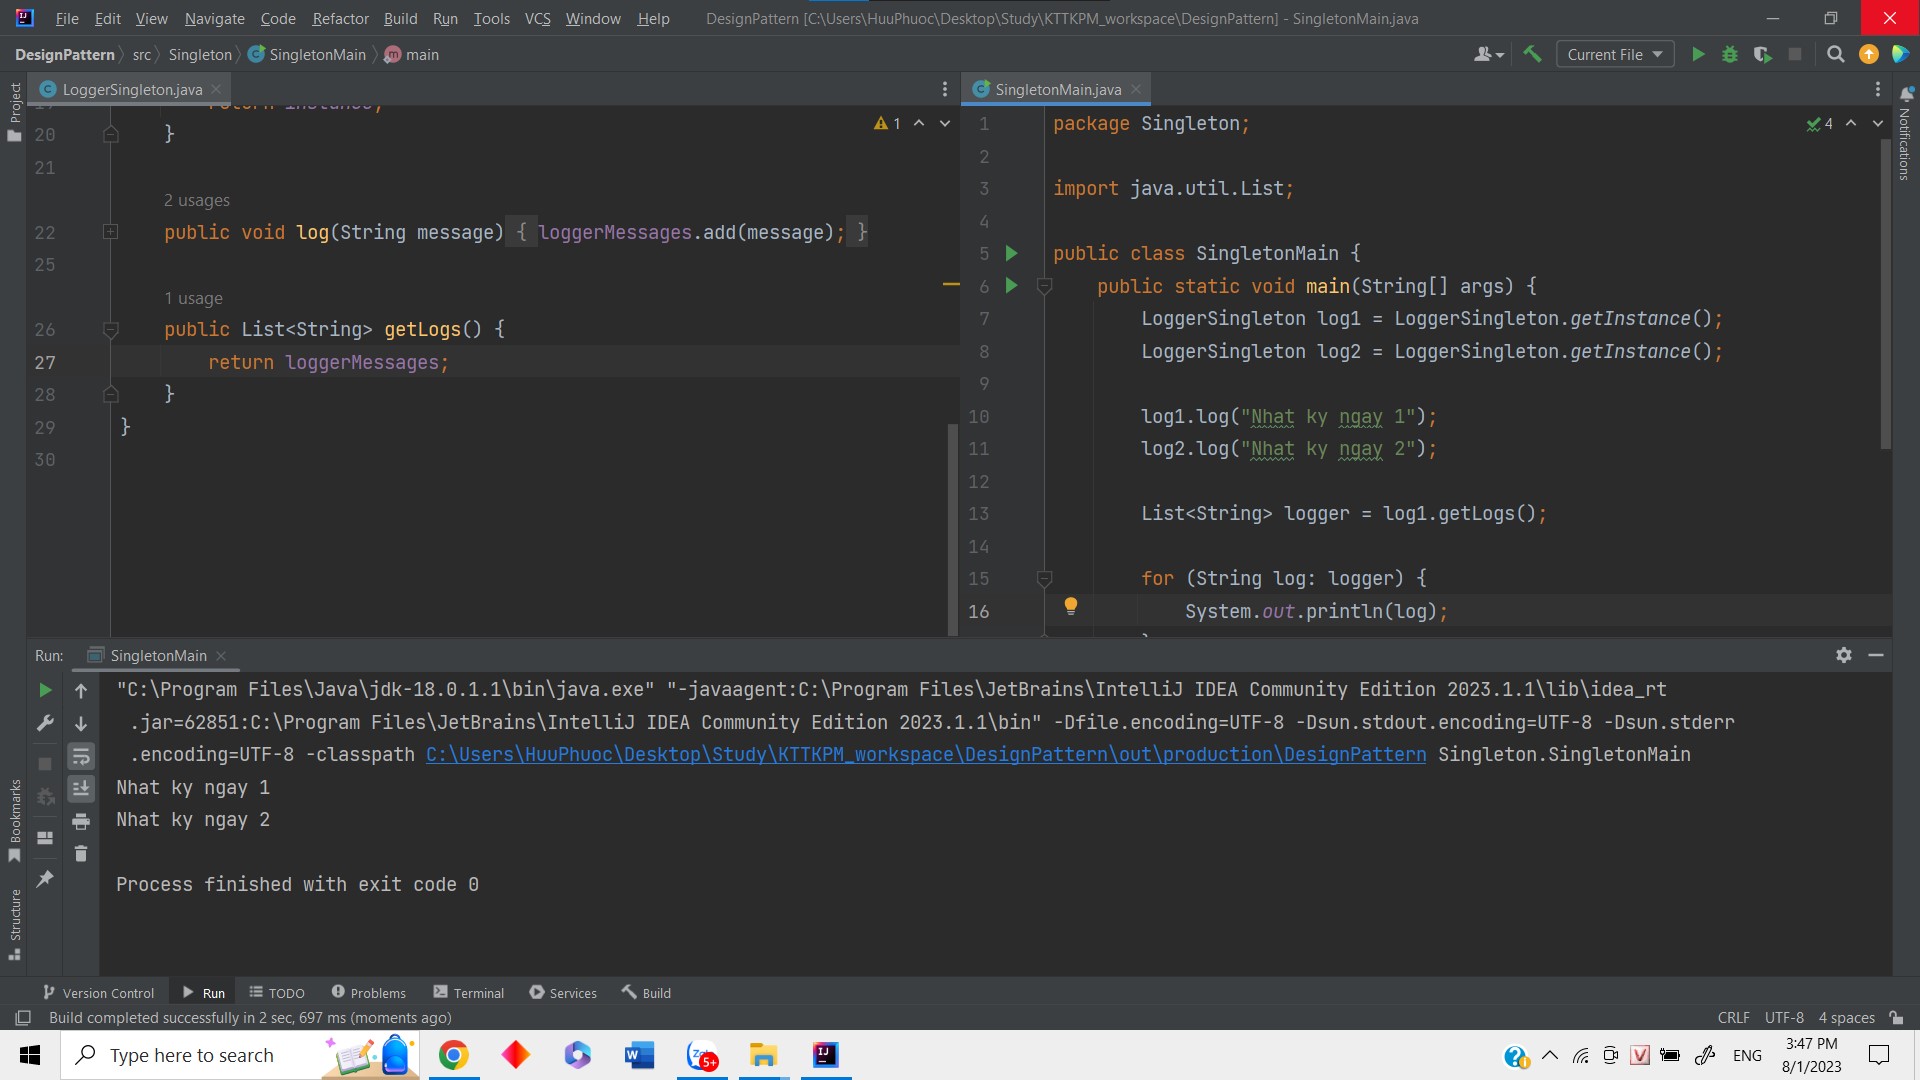 File Edit View Navigate Code Refactor Build Run Tools VCS Window Help DesignPattern [C:\Users\HuuPhuoc\Desktop\Study\KTTKPM_workspace\DesignPattern] - SingletonMain.java
DesignPattern src Singleton SingletonMain main Current File
Project
LoggerSingleton.java
return instance;
1
20 }
21
2 usages
22 public void log(String message) { loggerMessages.add(message); }
25
1 usage
26 public List<String> getLogs() {
27 return loggerMessages;
28 }
29 }
30
SingletonMain.java
4
1 package Singleton;
2
3 import java.util.List;
4
5 public class SingletonMain {
6 public static void main(String[] args) {
7 LoggerSingleton log1 = LoggerSingleton.getInstance();
8 LoggerSingleton log2 = LoggerSingleton.getInstance();
9
10 log1.log("Nhat ky ngay 1");
11 log2.log("Nhat ky ngay 2");
12
13 List<String> logger = log1.getLogs();
14
15 for (String log: logger) {
16 System.out.println(log);
Notifications
Run: SingletonMain
"C:\Program Files\Java\jdk-18.0.1.1\bin\java.exe" "-javaagent:C:\Program Files\JetBrains\IntelliJ IDEA Community Edition 2023.1.1\lib\idea_rt
.jar=62851:C:\Program Files\JetBrains\IntelliJ IDEA Community Edition 2023.1.1\bin" -Dfile.encoding=UTF-8 -Dsun.stdout.encoding=UTF-8 -Dsun.stderr
.encoding=UTF-8 -classpath C:\Users\HuuPhuoc\Desktop\Study\KTTKPM_workspace\DesignPattern\out\production\DesignPattern Singleton.SingletonMain
Nhat ky ngay 1
Nhat ky ngay 2
Process finished with exit code 0
Bookmarks
Structure
Version Control Run TODO Problems Terminal Services Build
Build completed successfully in 2 sec, 697 ms (moments ago) CRLF UTF-8 4 spaces
Type here to search
5+
ENG
3:47 PM
8/1/2023